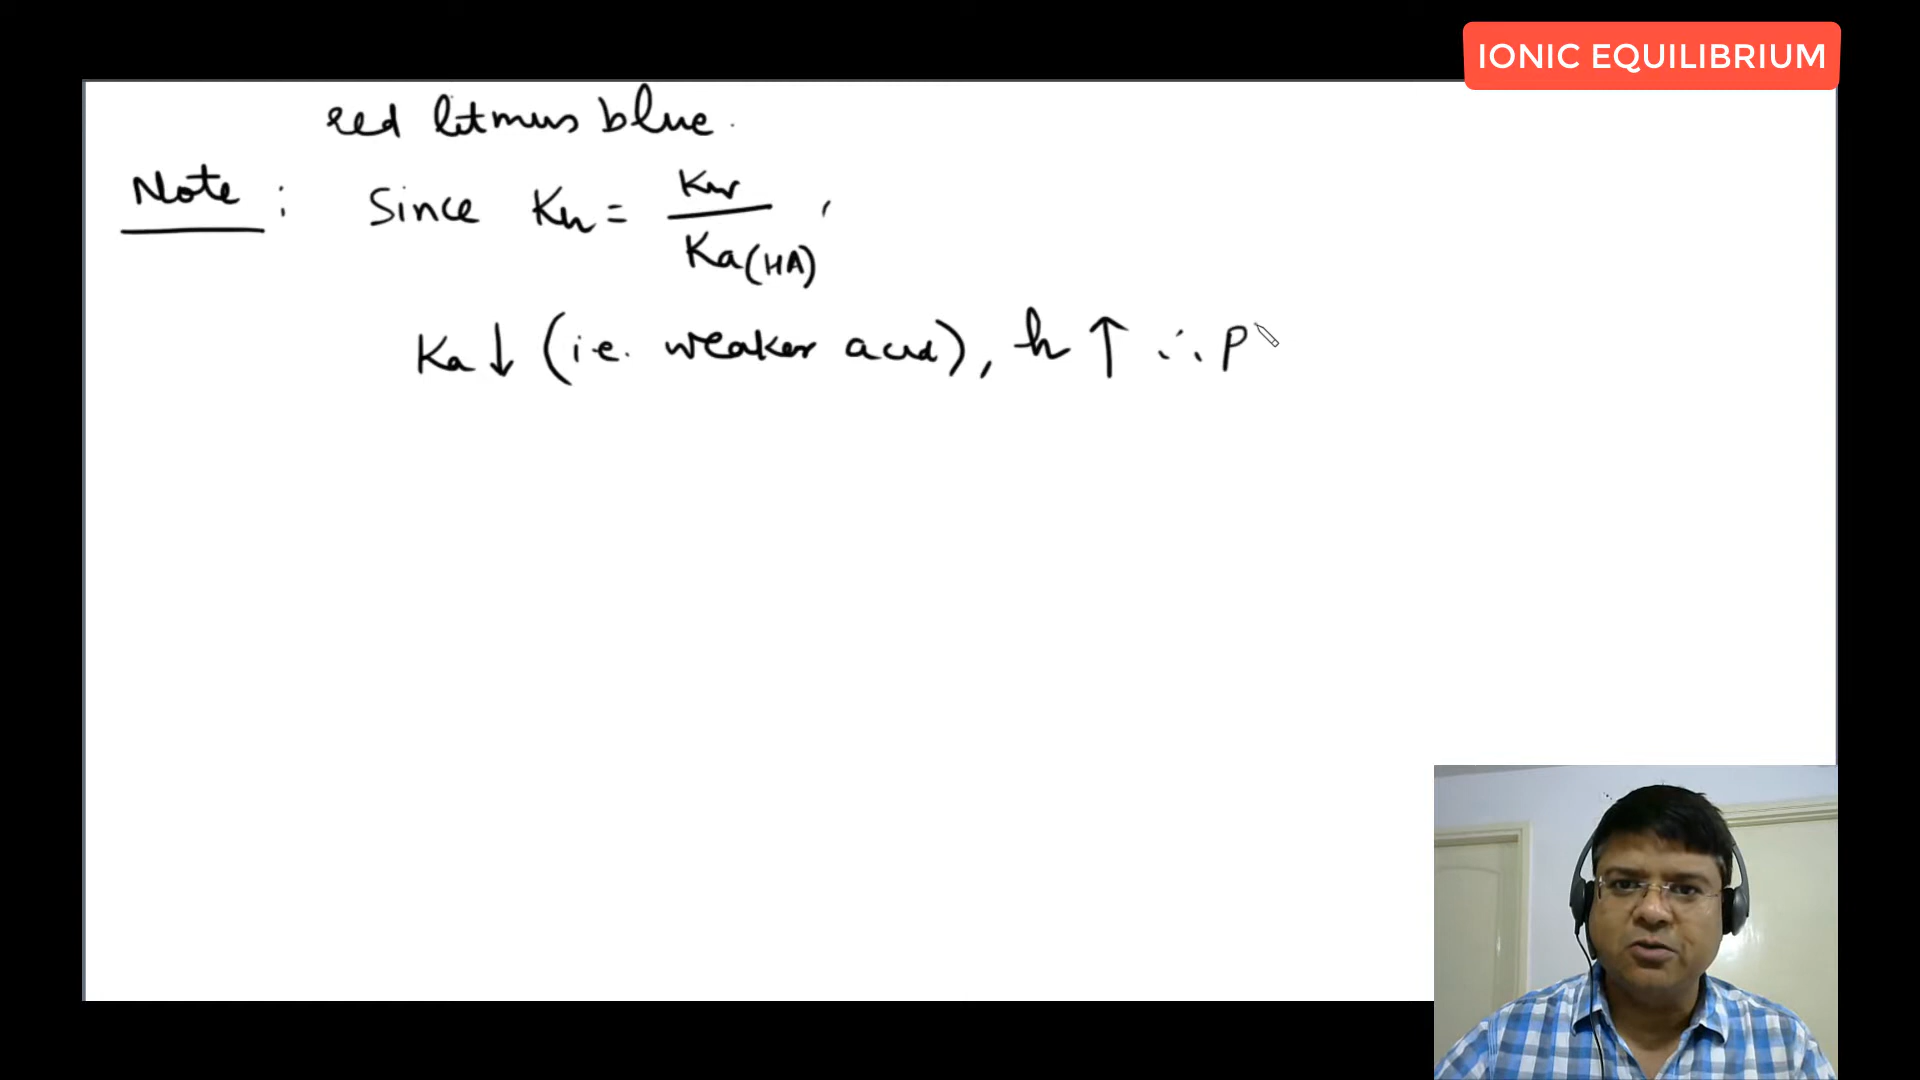 IONIC EQUILIBRIUM
red litmus blue.
Note : Since Kh = Kw / Ka(HA) ,
Ka ↓ (i.e. weaker acid), h ↑ ∴ P